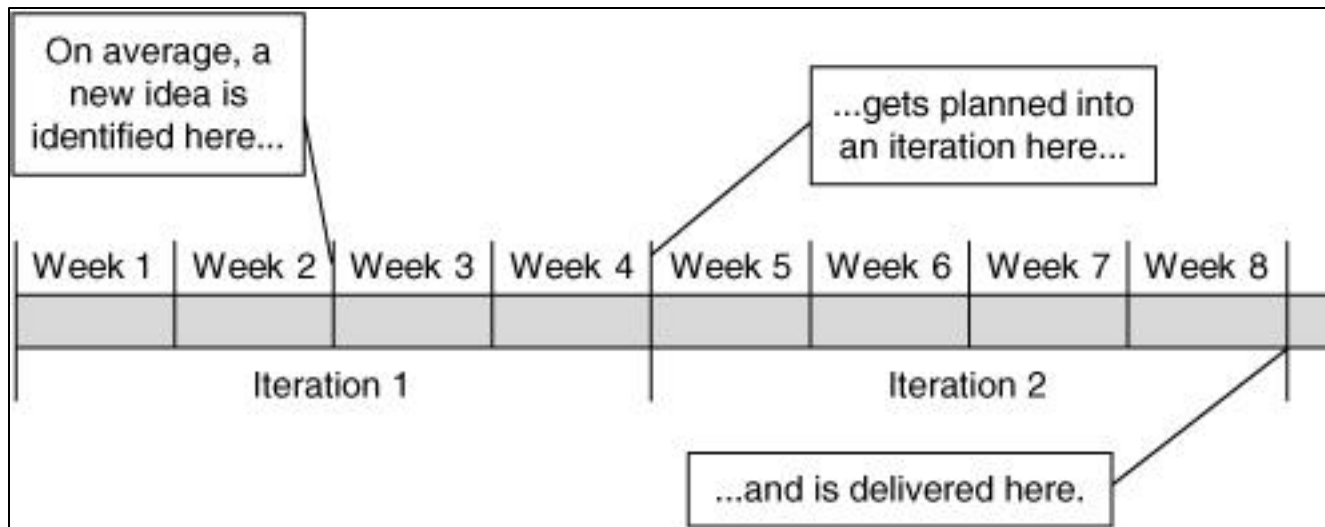 On average, a
new idea is
identified here...
...gets planned into
an iteration here...
Week 1 Week 2 Week 3 Week 4 Week 5 Week 6 Week 7 Week 8
Iteration 1 Iteration 2
...and is delivered here.